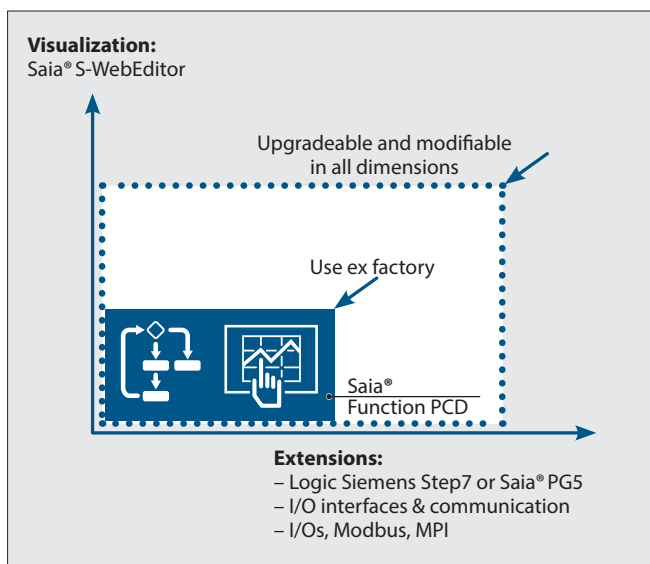 Visualization:
Saia® S-WebEditor
Upgradeable and modifiable
in all dimensions
Use ex factory
Saia®
Function PCD
Extensions:
– Logic Siemens Step7 or Saia® PG5
– I/O interfaces & communication
– I/Os, Modbus, MPI